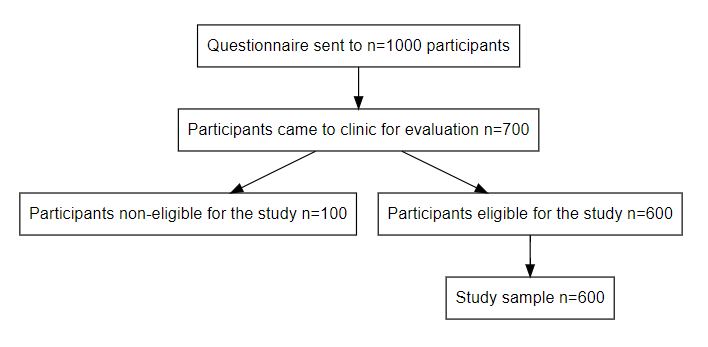 Questionnaire sent to n=1000 participants
Participants came to clinic for evaluation n=700
Participants non-eligible for the study n=100
Participants eligible for the study n=600
Study sample n=600